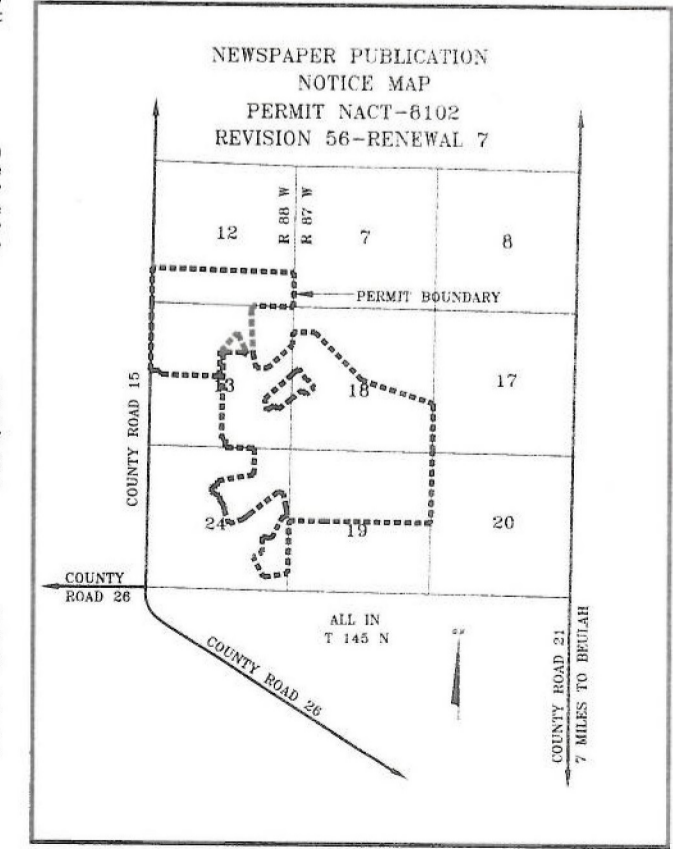 NEWSPAPER PUBLICATION
NOTICE MAP
PERMIT NACT-8102
REVISION 56-RENEWAL 7
12
R 88 W
R 87 W
7
8
PERMIT BOUNDARY
13
18
17
COUNTY ROAD 15
24
19
20
COUNTY
ROAD 26
ALL IN
T 145 N
COUNTY ROAD 26
COUNTY ROAD 21
7 MILES TO BEULAH